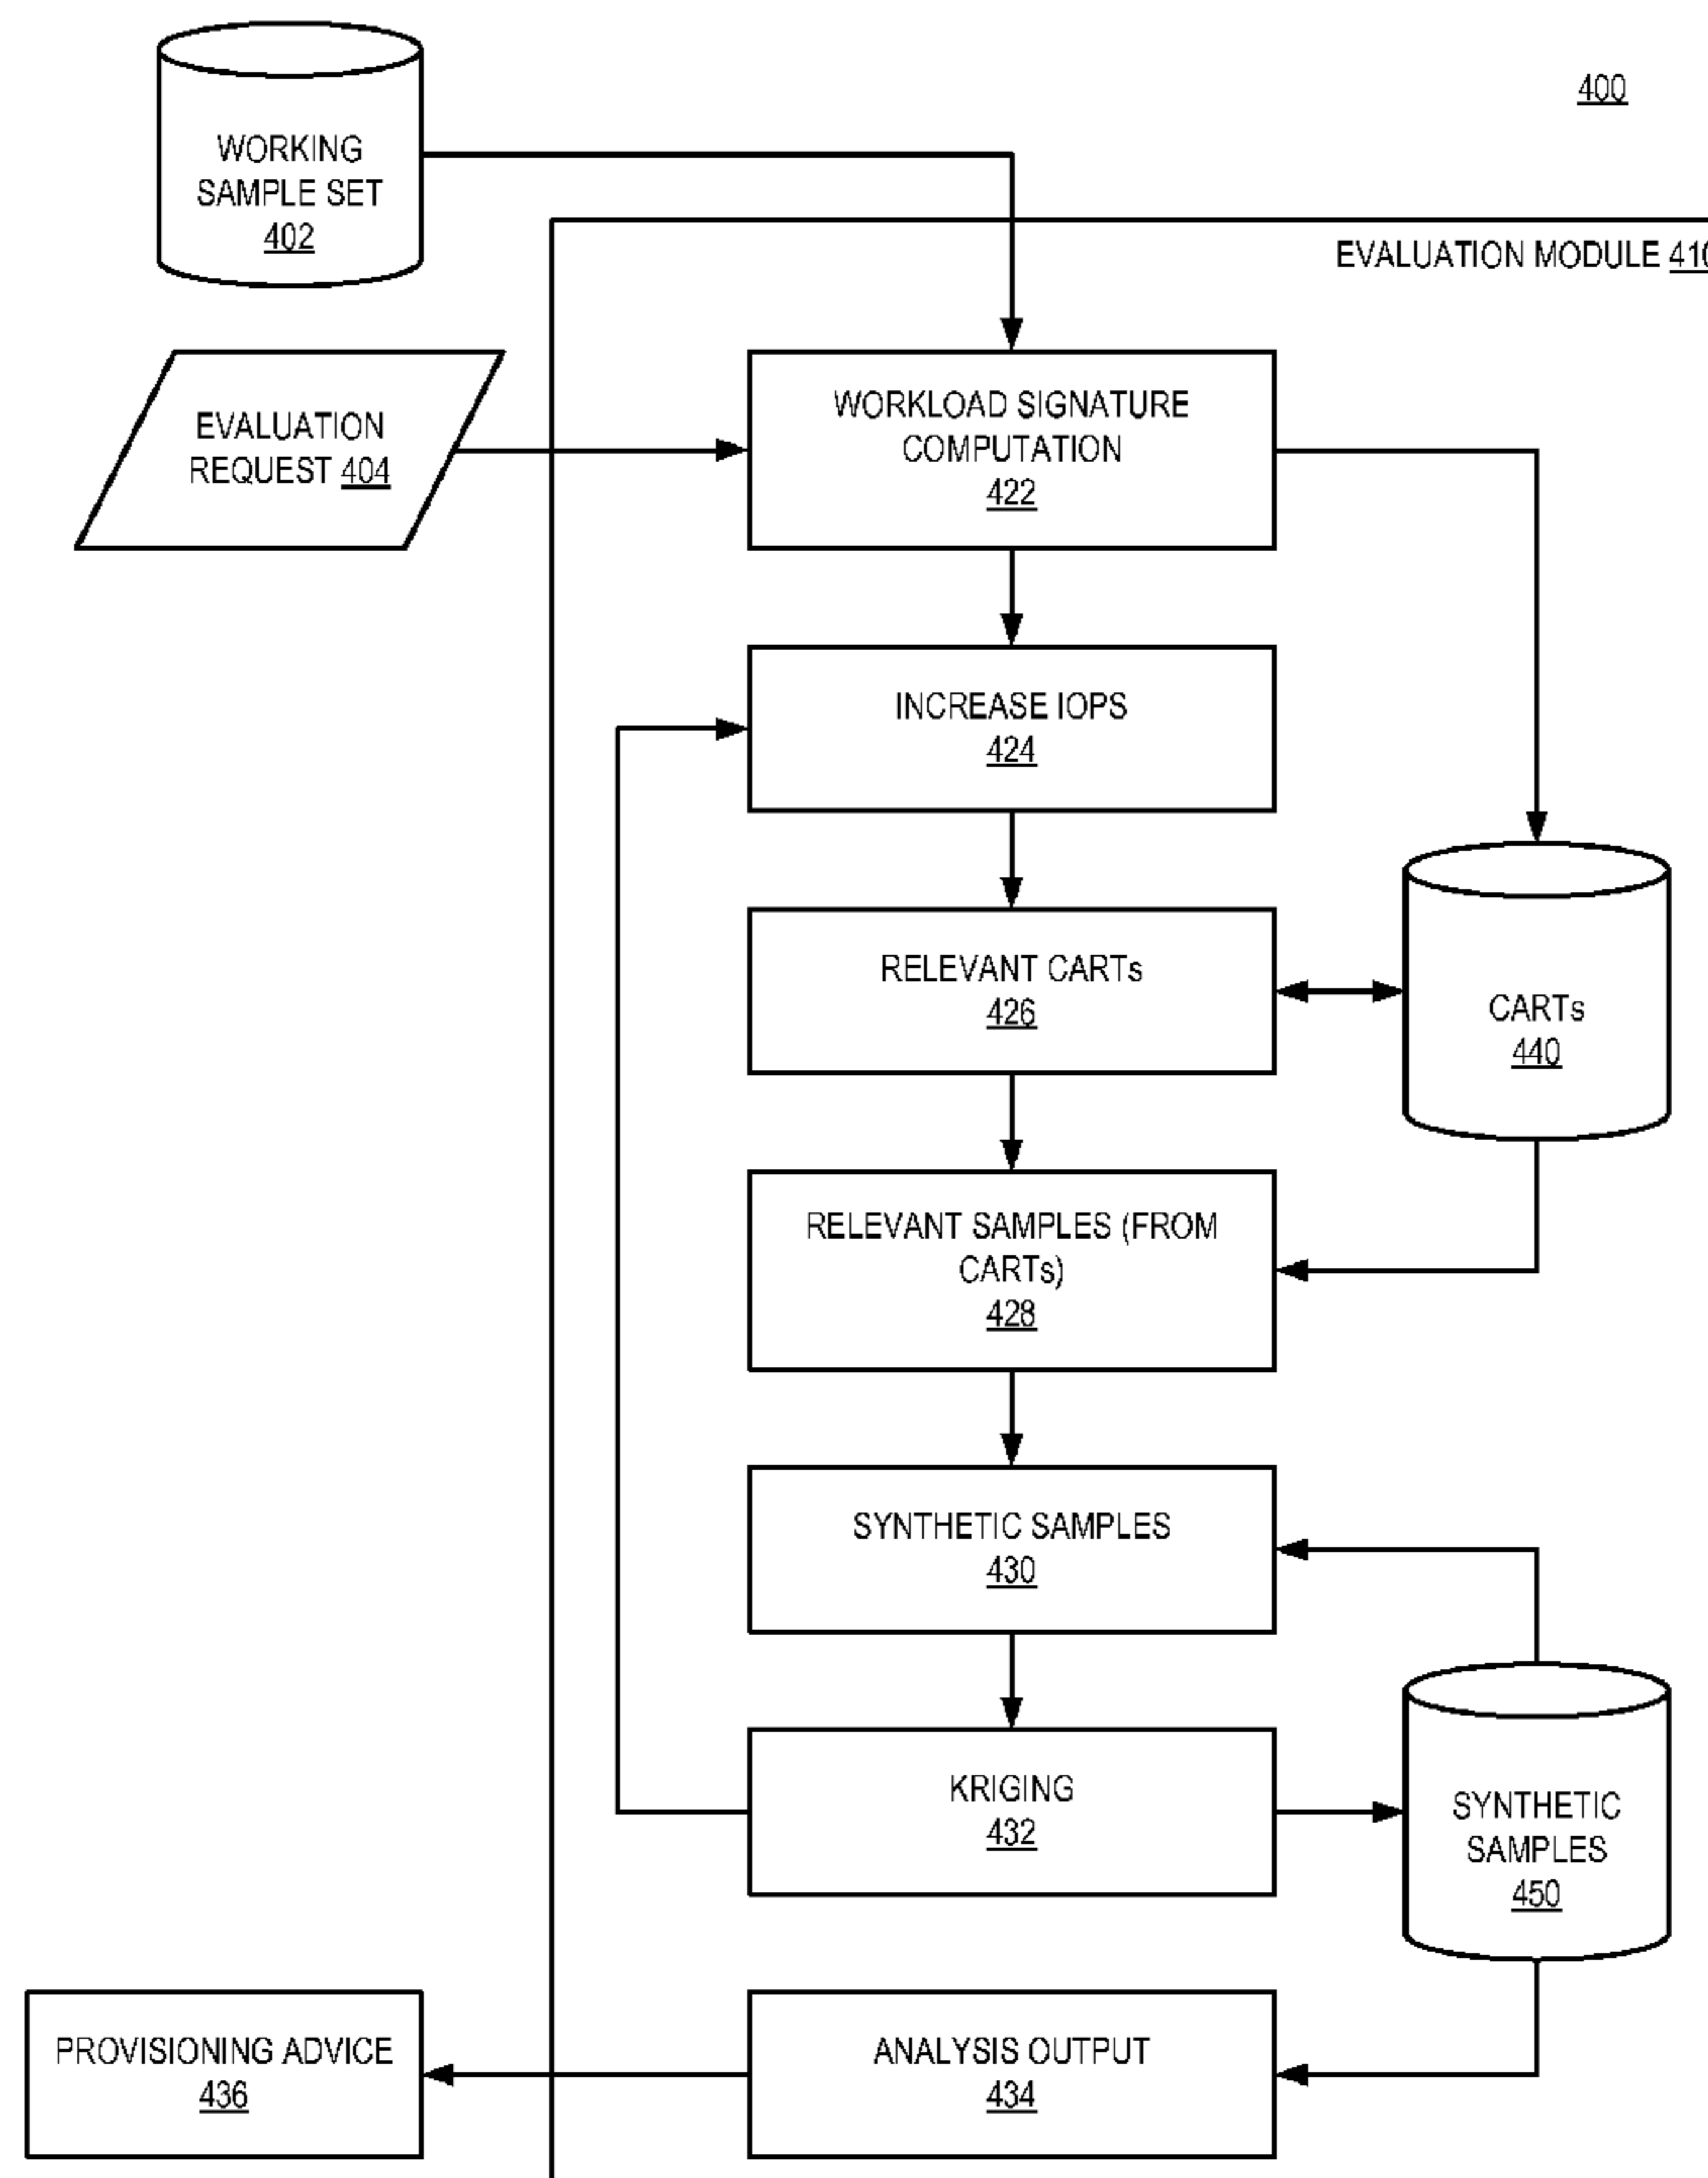 400
WORKING
SAMPLE SET
402
EVALUATION MODULE 410
EVALUATION
REQUEST 404
WORKLOAD SIGNATURE
COMPUTATION
422
INCREASE IOPS
424
RELEVANT CARTs
426
CARTs
440
RELEVANT SAMPLES (FROM
CARTs)
428
SYNTHETIC SAMPLES
430
KRIGING
432
SYNTHETIC
SAMPLES
450
PROVISIONING ADVICE
436
ANALYSIS OUTPUT
434